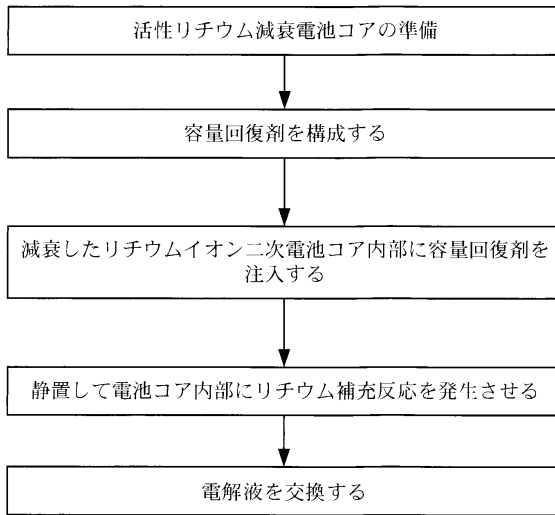 活性リチウム減衰電池コアの準備
容量回復剤を構成する
減衰したリチウムイオン二次電池コア内部に容量回復剤を
注入する
静置して電池コア内部にリチウム補充反応を発生させる
電解液を交換する